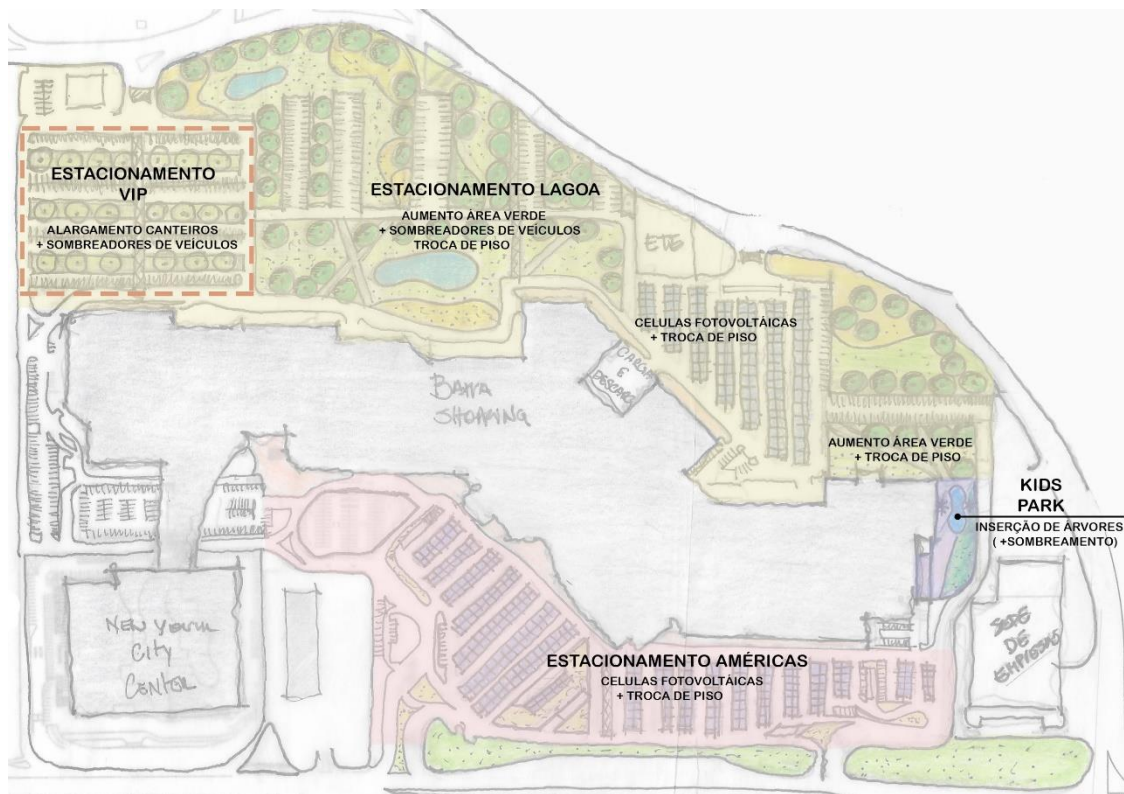 ESTACIONAMENTO
VIP
ALARGAMENTO CANTEIROS
+ SOMBREADORES DE VEÍCULOS
ESTACIONAMENTO LAGOA
AUMENTO ÁREA VERDE
+ SOMBREADORES DE VEÍCULOS
TROCA DE PISO
ETE
CELULAS FOTOVOLTÁICAS
+ TROCA DE PISO
CARGA
E
DESCARGA
BARRA
SHOPPING
AUMENTO ÁREA VERDE
+ TROCA DE PISO
KIDS
PARK
INSERÇÃO DE ÁRVORES
( +SOMBREAMENTO)
NEW YORK
CITY
CENTER
SEDE
DE
EMPRESAS
ESTACIONAMENTO AMÉRICAS
CELULAS FOTOVOLTÁICAS
+ TROCA DE PISO